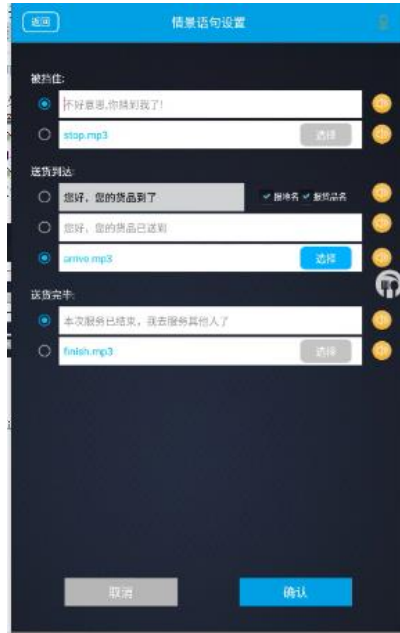 返回
情景语句设置
被挡住:
不好意思,你挡到我了!
stop.mp3
选择
送货到达:
您好，您的货品到了
报地名
报货品名
您好，您的货品已送到
arrive.mp3
选择
送货完毕:
本次服务已结束，我去服务其他人了
finish.mp3
选择
取消
确认